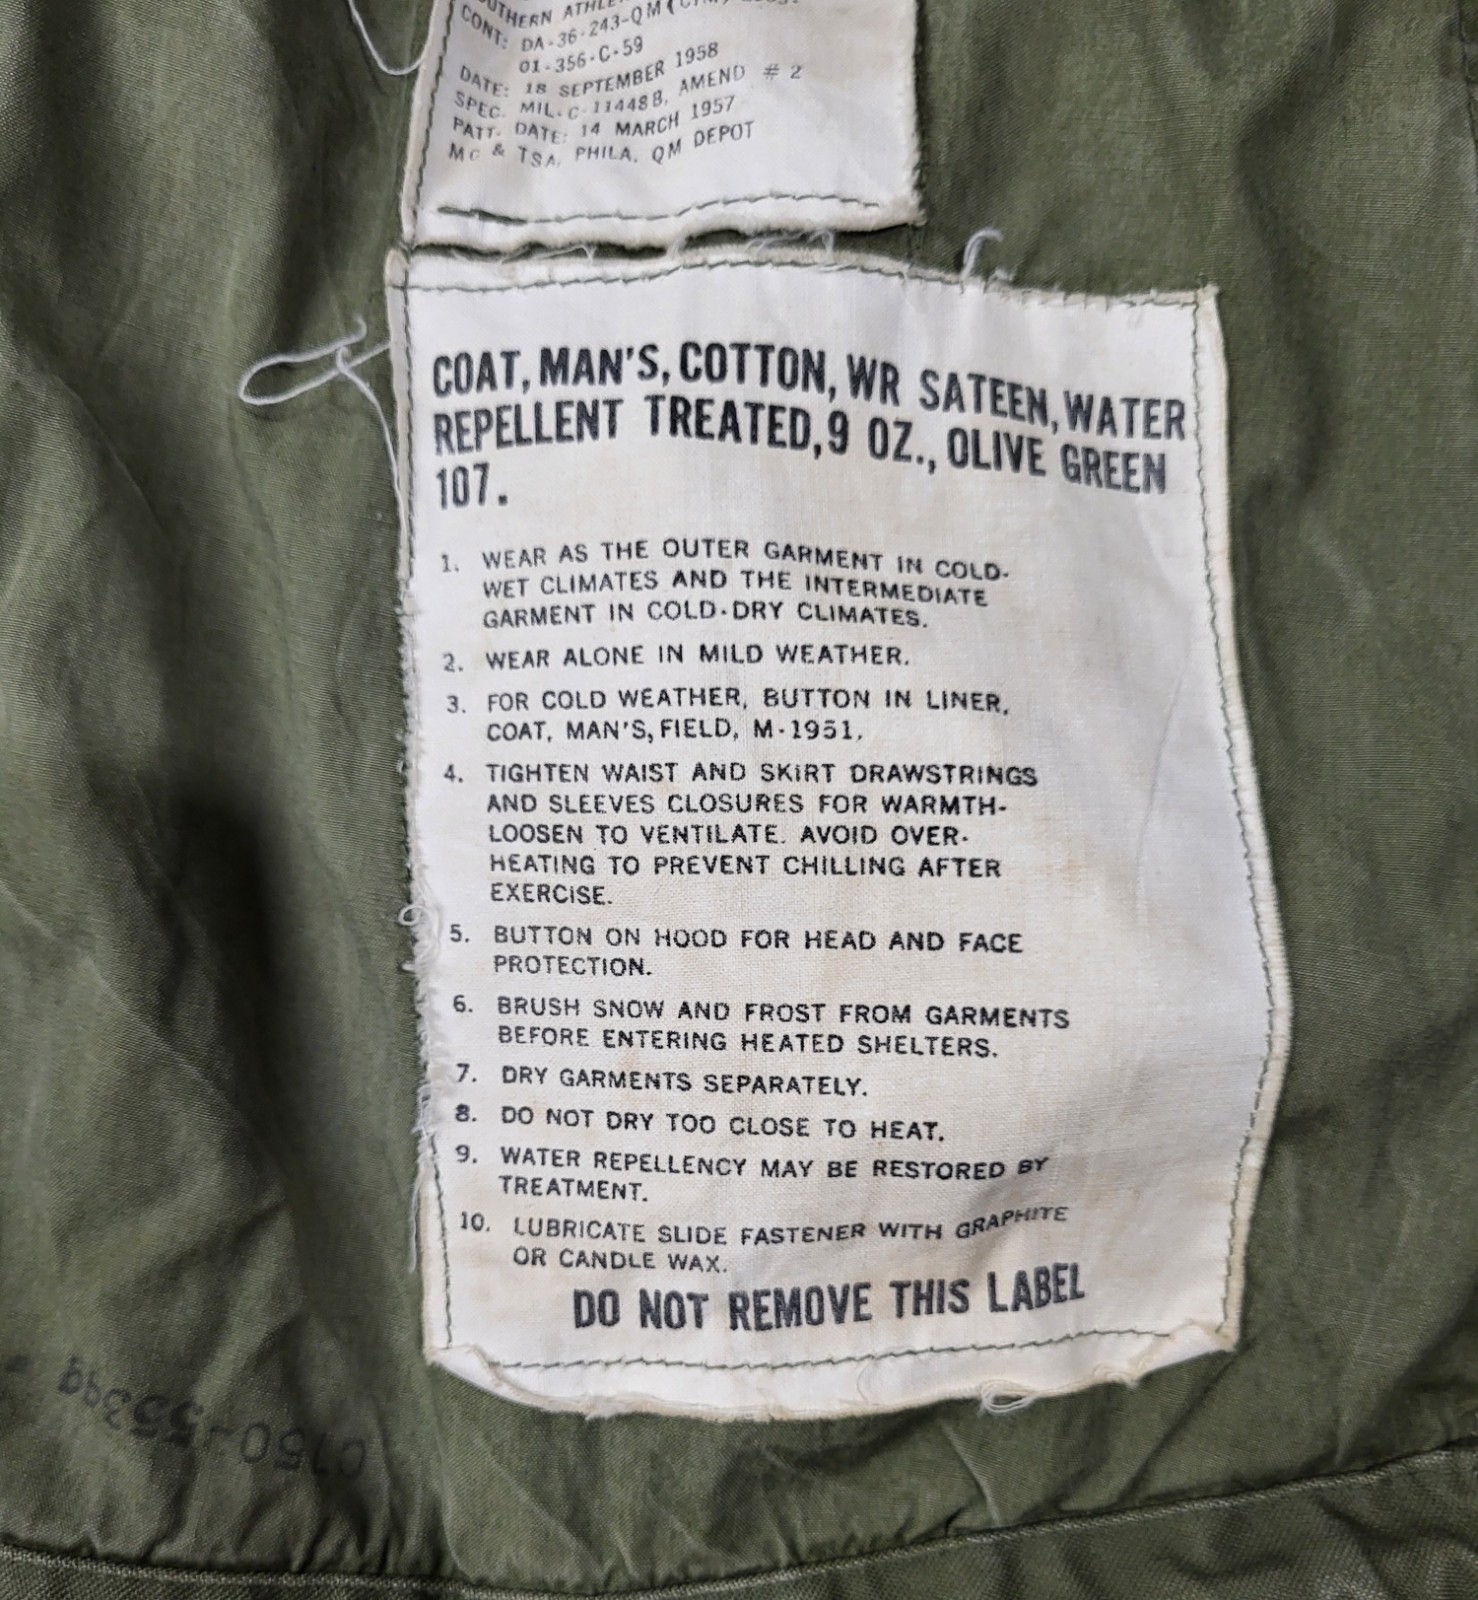 SOUTHERN ATHLE
CONT: DA-36-243-QM
01-356-C-59
DATE: 18 SEPTEMBER 1958
SPEC. MIL-C-11448B, AMEND # 2
PATT. DATE: 14 MARCH 1957
MC & TSA, PHILA. QM DEPOT
COAT, MAN'S, COTTON, WR SATEEN, WATER
REPELLENT TREATED, 9 OZ., OLIVE GREEN
107.
1. WEAR AS THE OUTER GARMENT IN COLD-
WET CLIMATES AND THE INTERMEDIATE
GARMENT IN COLD-DRY CLIMATES.
2. WEAR ALONE IN MILD WEATHER.
3. FOR COLD WEATHER, BUTTON IN LINER,
COAT, MAN'S, FIELD, M-1951.
4. TIGHTEN WAIST AND SKIRT DRAWSTRINGS
AND SLEEVES CLOSURES FOR WARMTH-
LOOSEN TO VENTILATE. AVOID OVER-
HEATING TO PREVENT CHILLING AFTER
EXERCISE.
5. BUTTON ON HOOD FOR HEAD AND FACE
PROTECTION.
6. BRUSH SNOW AND FROST FROM GARMENTS
BEFORE ENTERING HEATED SHELTERS.
7. DRY GARMENTS SEPARATELY.
8. DO NOT DRY TOO CLOSE TO HEAT.
9. WATER REPELLENCY MAY BE RESTORED BY
TREATMENT.
10. LUBRICATE SLIDE FASTENER WITH GRAPHITE
OR CANDLE WAX.
DO NOT REMOVE THIS LABEL